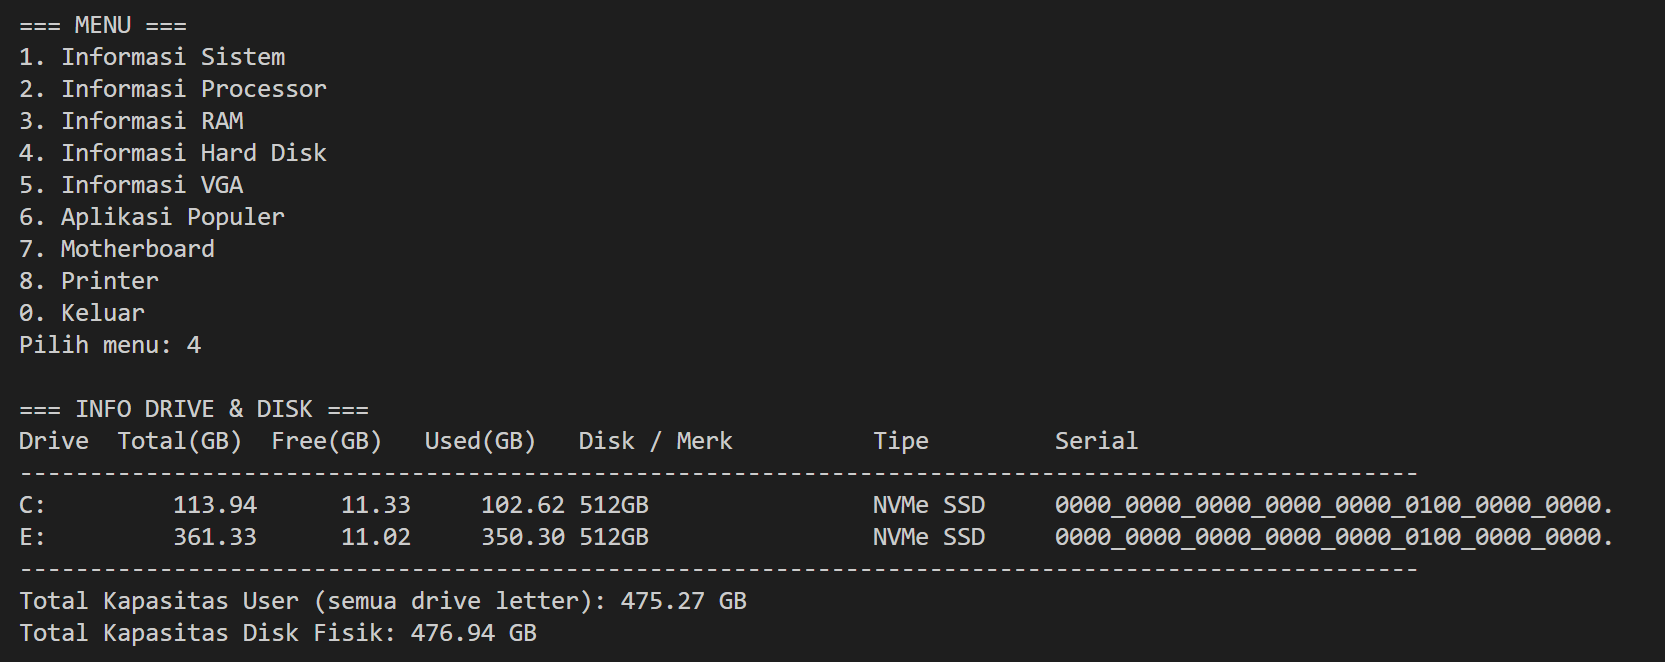 === MENU ===
1. Informasi Sistem
2. Informasi Processor
3. Informasi RAM
4. Informasi Hard Disk
5. Informasi VGA
6. Aplikasi Populer
7. Motherboard
8. Printer
0. Keluar
Pilih menu: 4
=== INFO DRIVE & DISK ===
Drive  Total(GB)  Free(GB)   Used(GB)   Disk / Merk          Tipe         Serial
----------------------------------------------------------------------------------------------------
C:         113.94      11.33     102.62 512GB                NVMe SSD     0000_0000_0000_0000_0000_0100_0000_0000.
E:         361.33      11.02     350.30 512GB                NVMe SSD     0000_0000_0000_0000_0000_0100_0000_0000.
----------------------------------------------------------------------------------------------------
Total Kapasitas User (semua drive letter): 475.27 GB
Total Kapasitas Disk Fisik: 476.94 GB